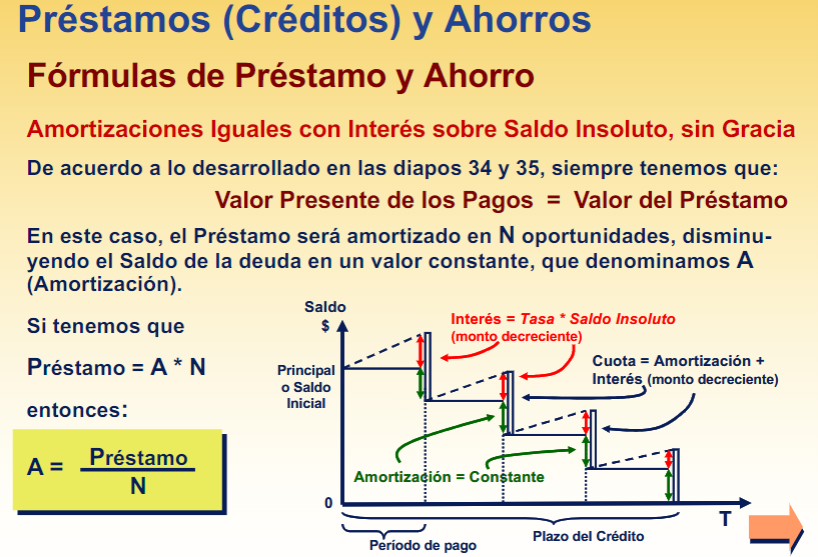 Préstamos (Créditos) y Ahorros
Fórmulas de Préstamo y Ahorro
Amortizaciones Iguales con Interés sobre Saldo Insoluto, sin Gracia
De acuerdo a lo desarrollado en las diapos 34 y 35, siempre tenemos que:
Valor Presente de los Pagos = Valor del Préstamo
En este caso, el Préstamo será amortizado en N oportunidades, disminu-
yendo el Saldo de la deuda en un valor constante, que denominamos A
(Amortización).
Si tenemos que
Préstamo = A * N
entonces:
A = Préstamo
N
Saldo
$
Interés = Tasa * Saldo Insoluto
(monto decreciente)
Cuota = Amortización +
Interés (monto decreciente)
Principal
o Saldo
Inicial
Amortización = Constante
0
T
Período de pago
Plazo del Crédito